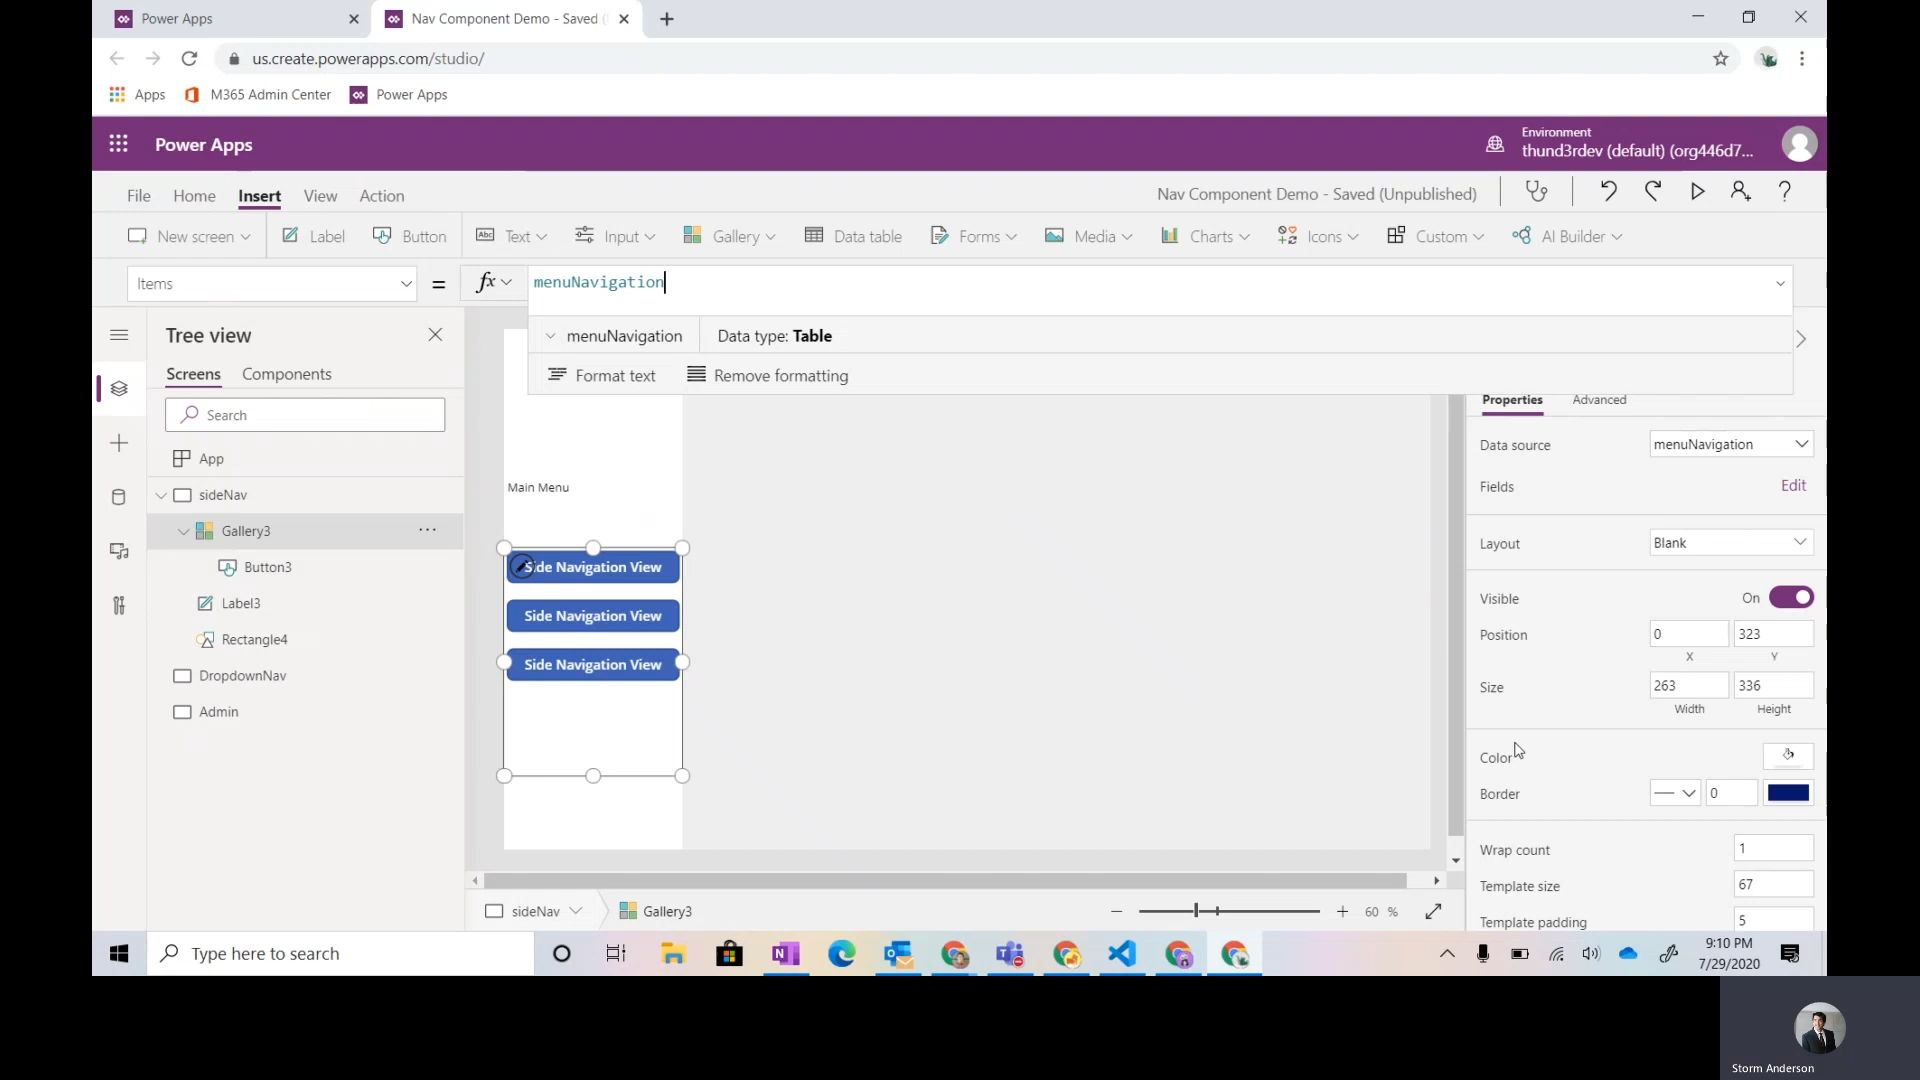 Power Apps
Nav Component Demo - Saved (
us.create.powerapps.com/studio/
Apps
M365 Admin Center
Power Apps
Power Apps
Environment
thund3rdev (default) (org446d7...
File
Home
Insert
View
Action
Nav Component Demo - Saved (Unpublished)
New screen
Label
Button
Abc Text
Input
Gallery
Data table
Forms
Media
Charts
Icons
Custom
AI Builder
Items
=
fx
menuNavigation
menuNavigation
Data type: Table
Format text
Remove formatting
Tree view
Screens
Components
Search
App
sideNav
Gallery3
...
Button3
Label3
Rectangle4
DropdownNav
Admin
Main Menu
Side Navigation View
Side Navigation View
Side Navigation View
Properties
Advanced
Data source
menuNavigation
Fields
Edit
Layout
Blank
Visible
On
Position
0
323
X
Y
Size
263
336
Width
Height
Color
Border
0
Wrap count
1
Template size
67
Template padding
5
sideNav
Gallery3
60 %
Type here to search
9:10 PM
7/29/2020
Storm Anderson